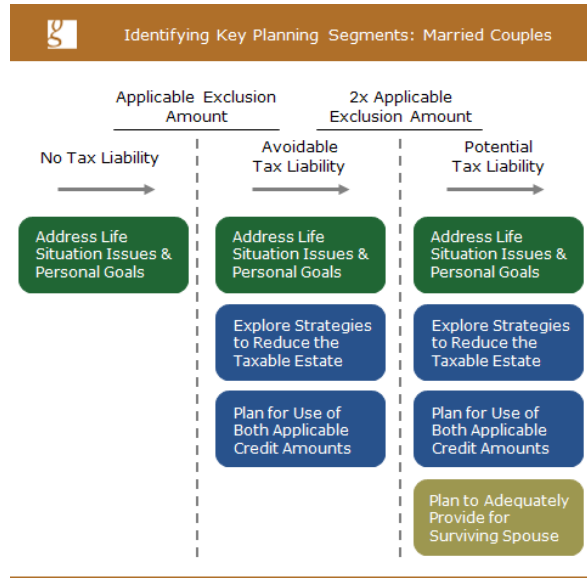 g
Identifying Key Planning Segments: Married Couples
Applicable Exclusion
Amount
2x Applicable
Exclusion Amount
No Tax Liability
Avoidable
Tax Liability
Potential
Tax Liability
Address Life
Situation Issues &
Personal Goals
Address Life
Situation Issues &
Personal Goals
Address Life
Situation Issues &
Personal Goals
Explore Strategies
to Reduce the
Taxable Estate
Explore Strategies
to Reduce the
Taxable Estate
Plan for Use of
Both Applicable
Credit Amounts
Plan for Use of
Both Applicable
Credit Amounts
Plan to Adequately
Provide for
Surviving Spouse